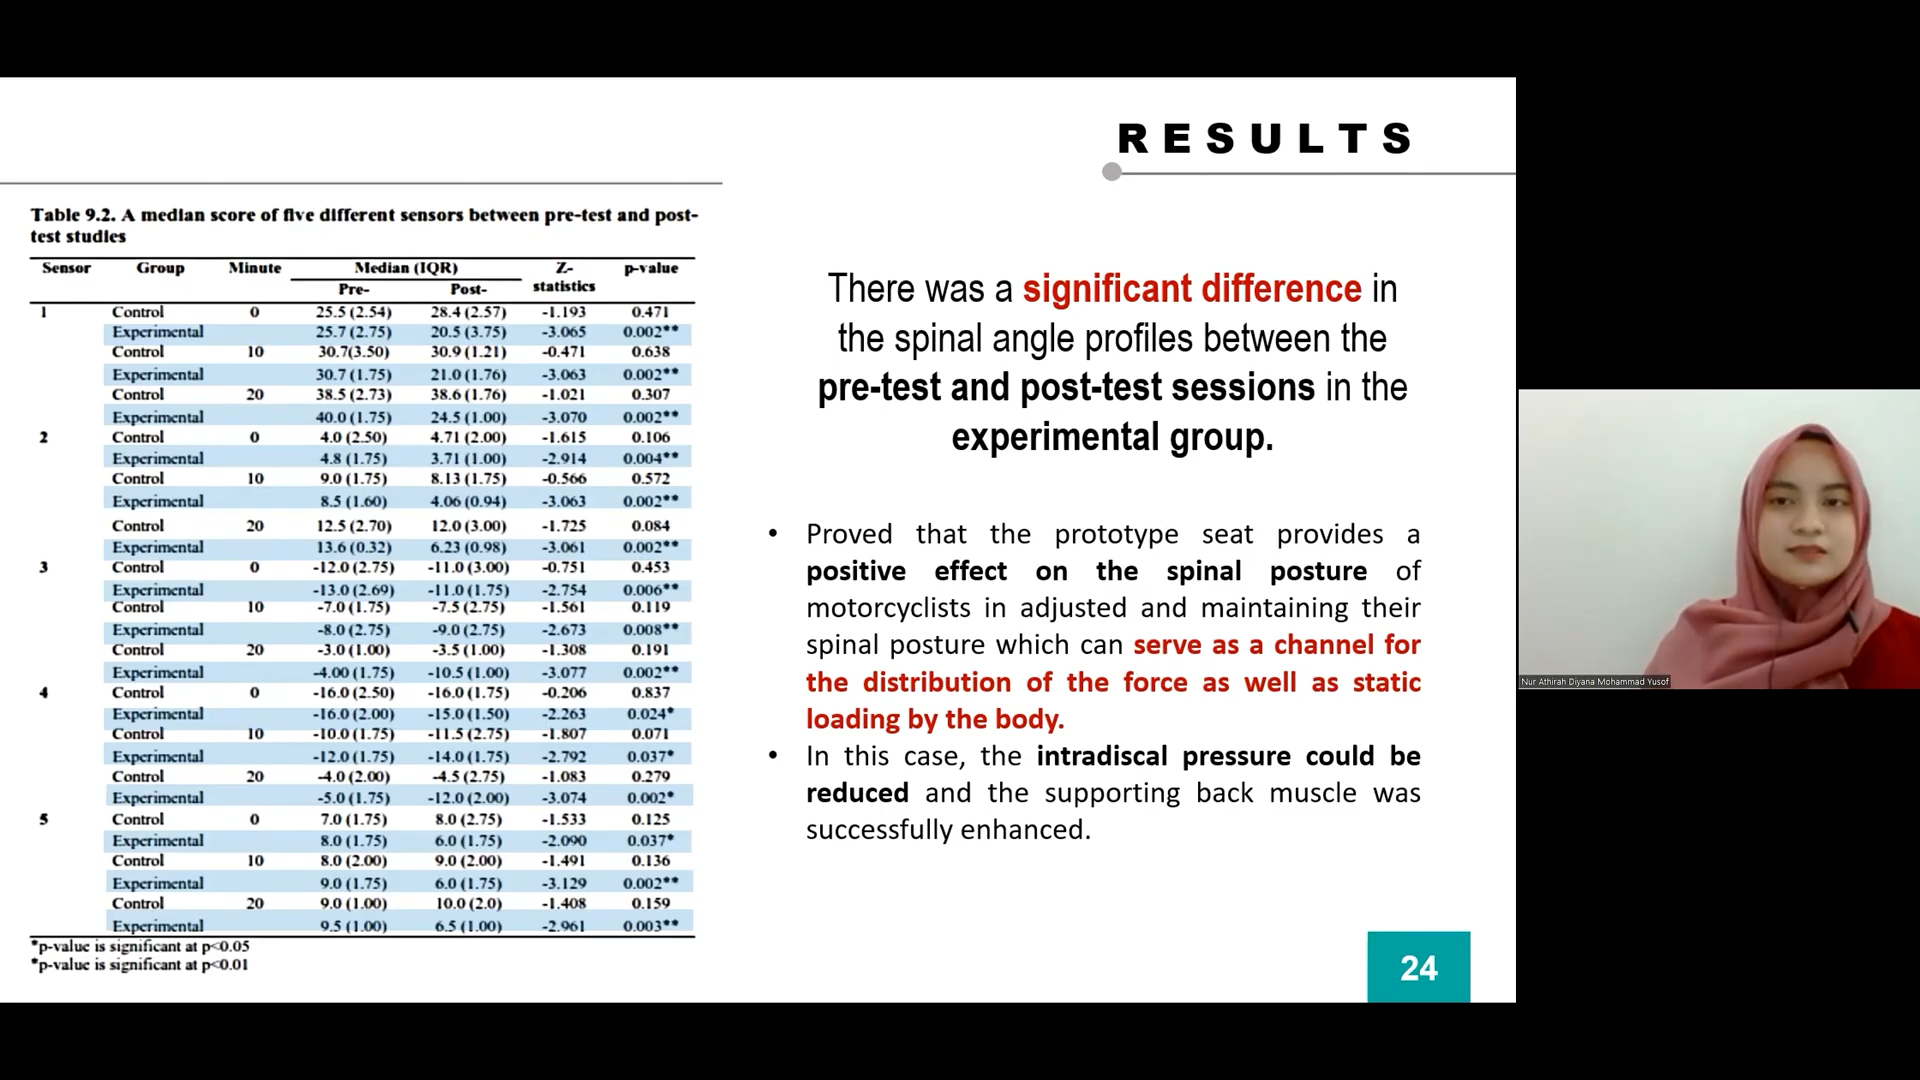 RESULTS
Table 9.2. A median score of five different sensors between pre-test and post-
test studies
Sensor Group Minute Median (IQR) Z- p-value
Pre- Post- statistics
1 Control 0 25.5 (2.54) 28.4 (2.57) -1.193 0.471
Experimental 25.7 (2.75) 20.5 (3.75) -3.065 0.002**
Control 10 30.7(3.50) 30.9 (1.21) -0.471 0.638
Experimental 30.7 (1.75) 21.0 (1.76) -3.063 0.002**
Control 20 38.5 (2.73) 38.6 (1.76) -1.021 0.307
Experimental 40.0 (1.75) 24.5 (1.00) -3.070 0.002**
2 Control 0 4.0 (2.50) 4.71 (2.00) -1.615 0.106
Experimental 4.8 (1.75) 3.71 (1.00) -2.914 0.004**
Control 10 9.0 (1.75) 8.13 (1.75) -0.566 0.572
Experimental 8.5 (1.60) 4.06 (0.94) -3.063 0.002**
Control 20 12.5 (2.70) 12.0 (3.00) -1.725 0.084
Experimental 13.6 (0.32) 6.23 (0.98) -3.061 0.002**
3 Control 0 -12.0 (2.75) -11.0 (3.00) -0.751 0.453
Experimental -13.0 (2.69) -11.0 (1.75) -2.754 0.006**
Control 10 -7.0 (1.75) -7.5 (2.75) -1.561 0.119
Experimental -8.0 (2.75) -9.0 (2.75) -2.673 0.008**
Control 20 -3.0 (1.00) -3.5 (1.00) -1.308 0.191
Experimental -4.00 (1.75) -10.5 (1.00) -3.077 0.002**
4 Control 0 -16.0 (2.50) -16.0 (1.75) -0.206 0.837
Experimental -16.0 (2.00) -15.0 (1.50) -2.263 0.024*
Control 10 -10.0 (1.75) -11.5 (2.75) -1.807 0.071
Experimental -12.0 (1.75) -14.0 (1.75) -2.792 0.037*
Control 20 -4.0 (2.00) -4.5 (2.75) -1.083 0.279
Experimental -5.0 (1.75) -12.0 (2.00) -3.074 0.002*
5 Control 0 7.0 (1.75) 8.0 (2.75) -1.533 0.125
Experimental 8.0 (1.75) 6.0 (1.75) -2.090 0.037*
Control 10 8.0 (2.00) 9.0 (2.00) -1.491 0.136
Experimental 9.0 (1.75) 6.0 (1.75) -3.129 0.002**
Control 20 9.0 (1.00) 10.0 (2.0) -1.408 0.159
Experimental 9.5 (1.00) 6.5 (1.00) -2.961 0.003**
*p-value is significant at p<0.05
*p-value is significant at p<0.01
There was a significant difference in
the spinal angle profiles between the
pre-test and post-test sessions in the
experimental group.
• Proved that the prototype seat provides a
positive effect on the spinal posture of
motorcyclists in adjusted and maintaining their
spinal posture which can serve as a channel for
the distribution of the force as well as static
loading by the body.
• In this case, the intradiscal pressure could be
reduced and the supporting back muscle was
successfully enhanced.
24
Nur Athirah Diyana Mohammad Yusof